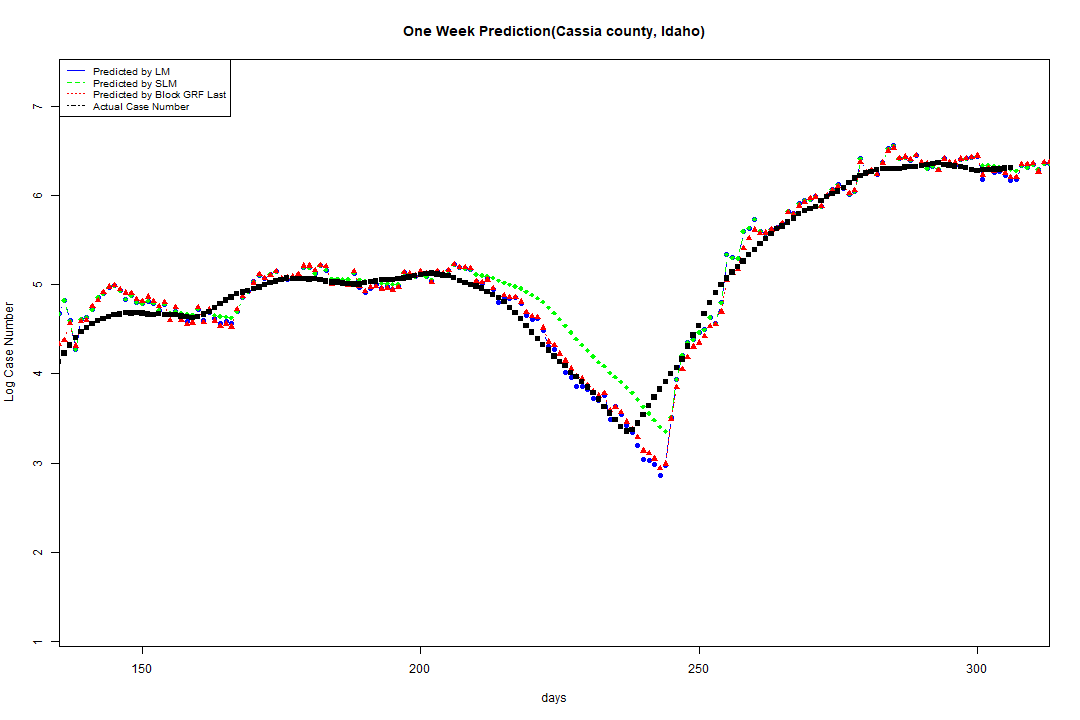 One Week Prediction(Cassia county, Idaho)
Predicted by LM
Predicted by SLM
Predicted by Block GRF Last
Actual Case Number
Log Case Number
7
6
5
4
3
2
1
150 200 250 300
days